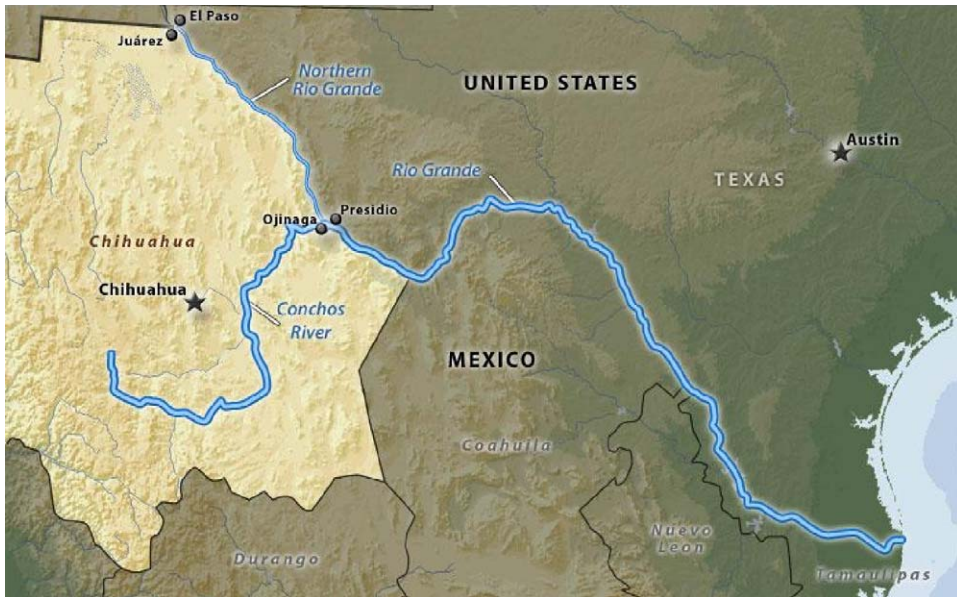 El Paso
Juárez
Northern
Rio Grande
UNITED STATES
Austin
Rio Grande
TEXAS
Presidio
Ojinaga
Chihuahua
Chihuahua
Conchos
River
MEXICO
Coahuila
Nuevo
Leon
Durango
Tamaulipas